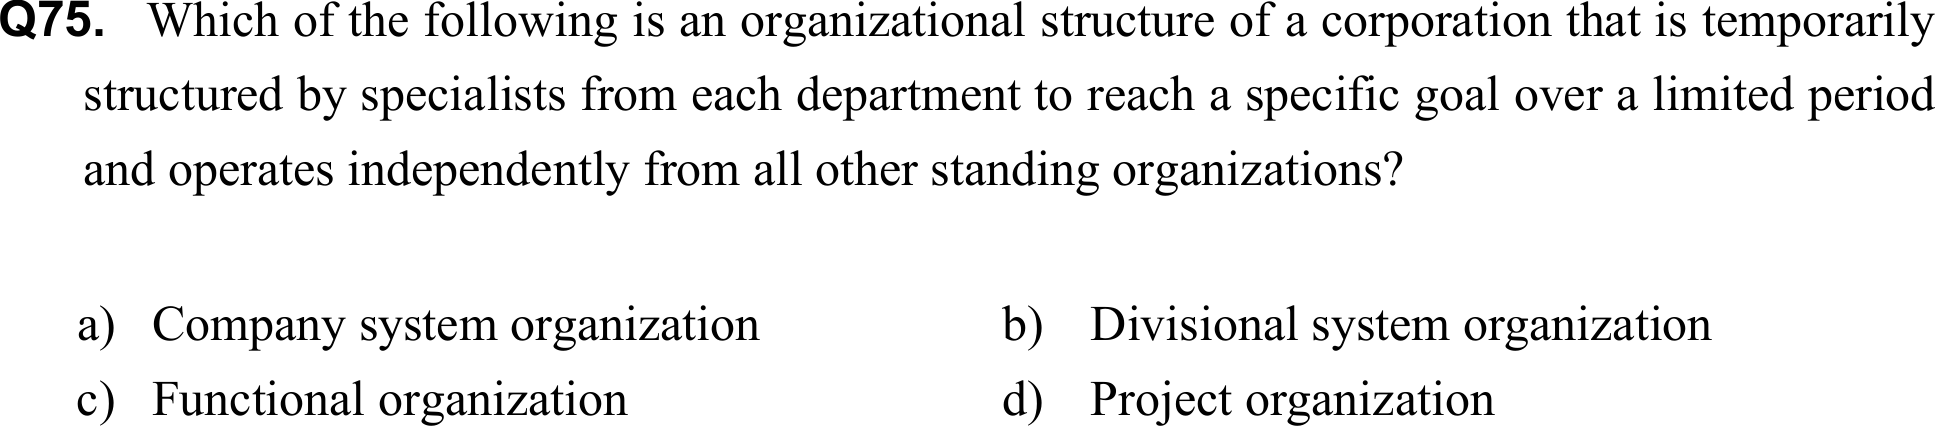 Q75. Which of the following is an organizational structure of a corporation that is temporarily
structured by specialists from each department to reach a specific goal over a limited period
and operates independently from all other standing organizations?
a) Company system organization b) Divisional system organization
c) Functional organization d) Project organization